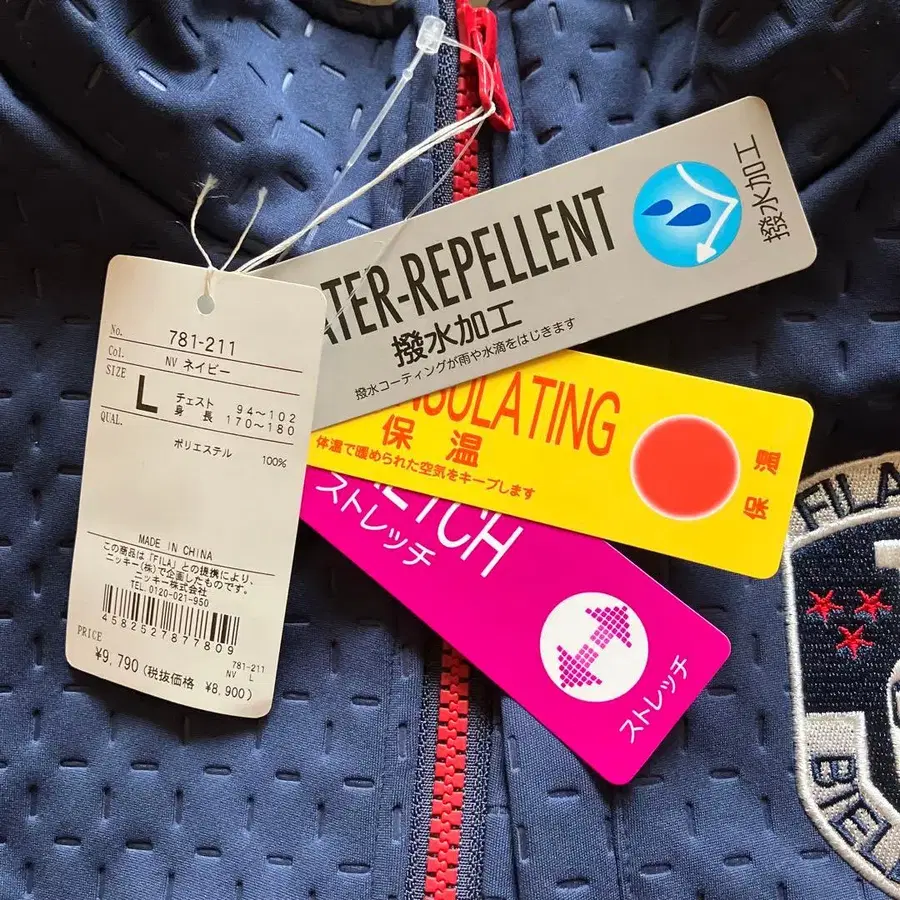 No. 781-211
Col. NV ネイビー
SIZE L チェスト 94〜102
身長 170〜180
QUAL.
ポリエステル 100%
MADE IN CHINA
この商品は「FILA」との提携により、
ニッキー(株)で企画したものです。
ニッキー株式会社
TEL 0120-021-950
4582527877809
PRICE
781-211
NV L
¥9,790(税抜価格 ¥8,900)
ATER-REPELLENT
撥水加工
撥水コーティングが雨や水滴をはじきます
撥水加工
SULATING
保温
体温で暖められた空気をキープします
保温
ETCH
ストレッチ
ストレッチ
FILA
BIEL